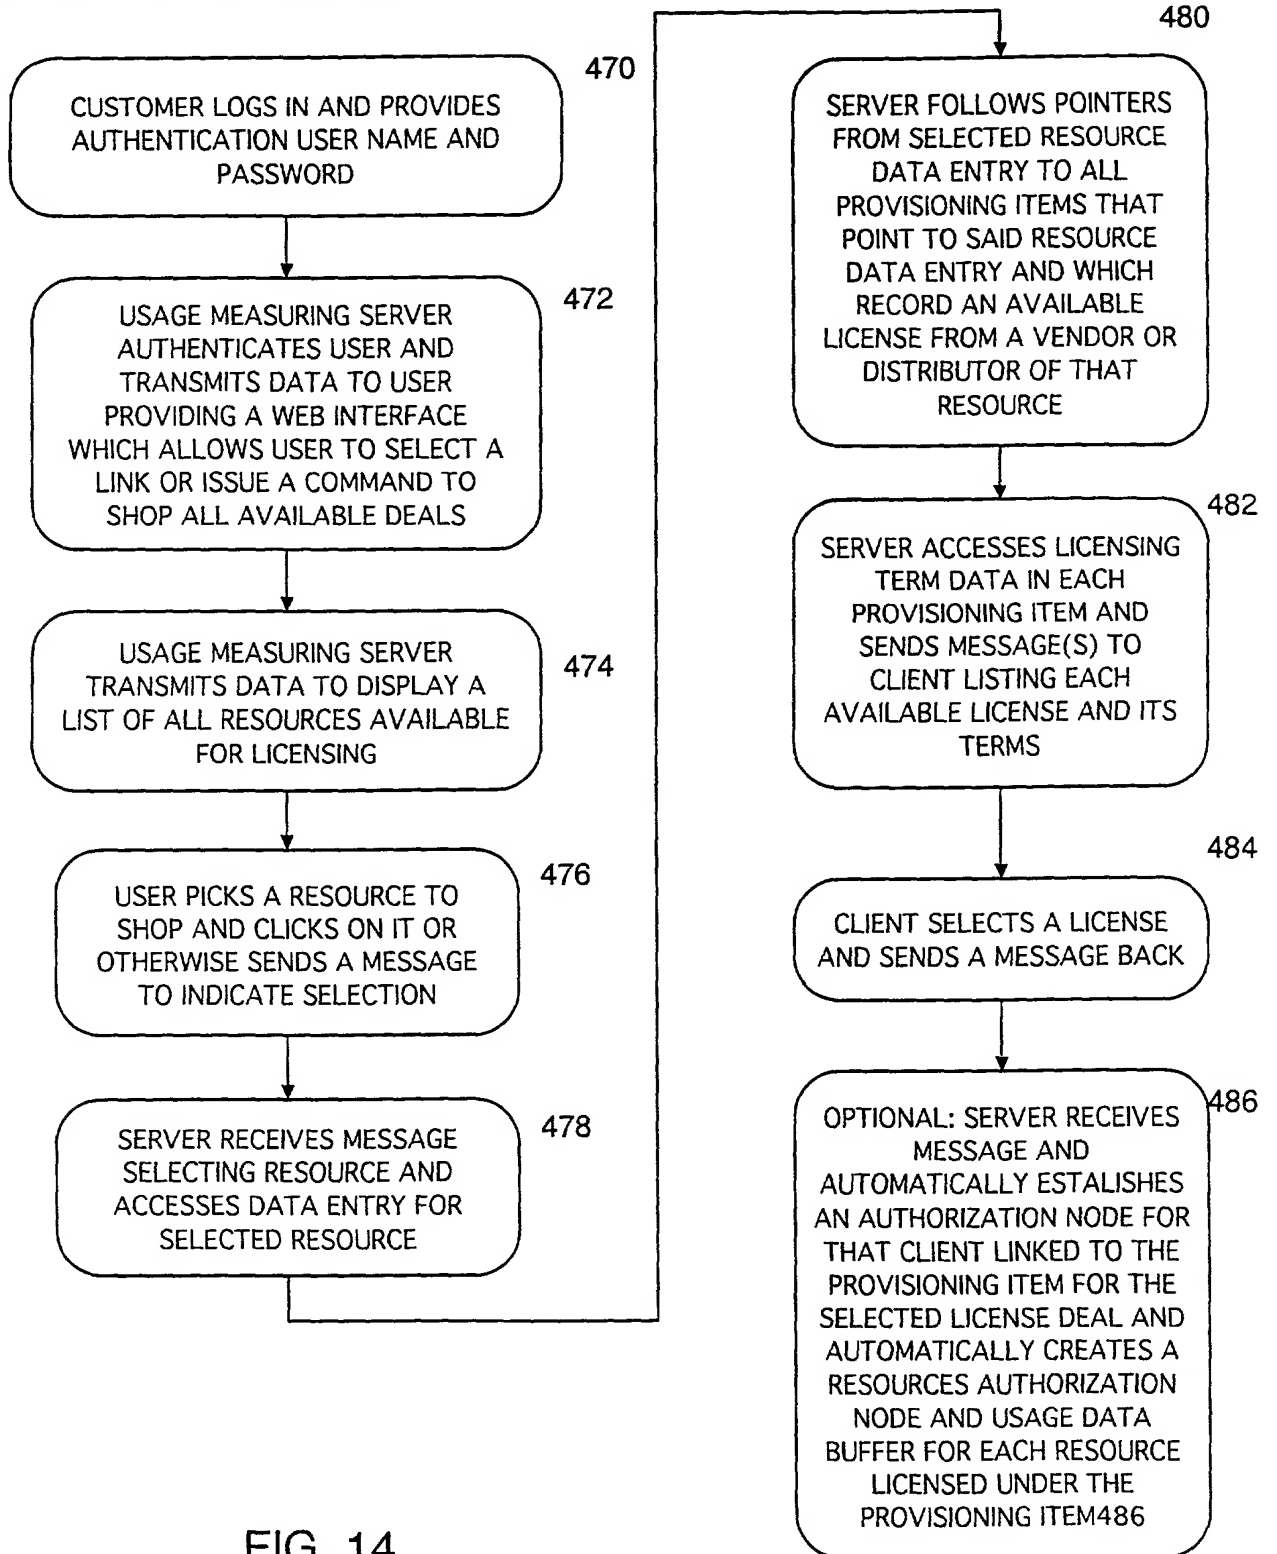 470
CUSTOMER LOGS IN AND PROVIDES
AUTHENTICATION USER NAME AND
PASSWORD
472
USAGE MEASURING SERVER
AUTHENTICATES USER AND
TRANSMITS DATA TO USER
PROVIDING A WEB INTERFACE
WHICH ALLOWS USER TO SELECT A
LINK OR ISSUE A COMMAND TO
SHOP ALL AVAILABLE DEALS
474
USAGE MEASURING SERVER
TRANSMITS DATA TO DISPLAY A
LIST OF ALL RESOURCES AVAILABLE
FOR LICENSING
476
USER PICKS A RESOURCE TO
SHOP AND CLICKS ON IT OR
OTHERWISE SENDS A MESSAGE
TO INDICATE SELECTION
478
SERVER RECEIVES MESSAGE
SELECTING RESOURCE AND
ACCESSES DATA ENTRY FOR
SELECTED RESOURCE
480
SERVER FOLLOWS POINTERS
FROM SELECTED RESOURCE
DATA ENTRY TO ALL
PROVISIONING ITEMS THAT
POINT TO SAID RESOURCE
DATA ENTRY AND WHICH
RECORD AN AVAILABLE
LICENSE FROM A VENDOR OR
DISTRIBUTOR OF THAT
RESOURCE
482
SERVER ACCESSES LICENSING
TERM DATA IN EACH
PROVISIONING ITEM AND
SENDS MESSAGE(S) TO
CLIENT LISTING EACH
AVAILABLE LICENSE AND ITS
TERMS
484
CLIENT SELECTS A LICENSE
AND SENDS A MESSAGE BACK
486
OPTIONAL: SERVER RECEIVES
MESSAGE AND
AUTOMATICALLY ESTALISHES
AN AUTHORIZATION NODE FOR
THAT CLIENT LINKED TO THE
PROVISIONING ITEM FOR THE
SELECTED LICENSE DEAL AND
AUTOMATICALLY CREATES A
RESOURCES AUTHORIZATION
NODE AND USAGE DATA
BUFFER FOR EACH RESOURCE
LICENSED UNDER THE
PROVISIONING ITEM486
FIG. 14